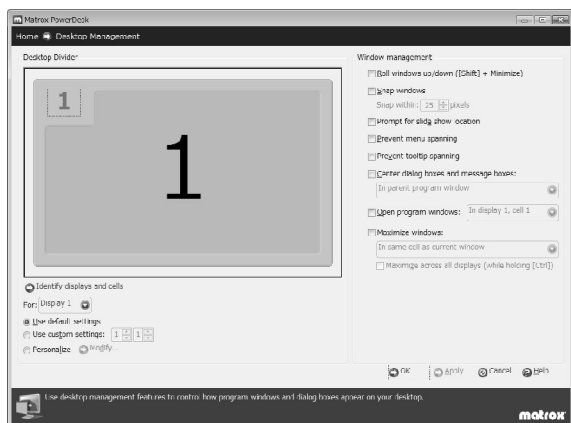 Matrox PowerDesk
Home Desktop Management
Desktop Divider
1
1
Identify displays and cells
For: Display 1
Use default settings
Use custom settings: 1 1
Personalize Modify...
Window management
Roll windows up/down ([Shift] + Minimize)
Snap windows
Snap within: 25 pixels
Prompt for slide show location
Prevent menu spanning
Prevent tooltip spanning
Center dialog boxes and message boxes:
In parent program window
Open program windows: In display 1, cell 1
Maximize windows:
In same cell as current window
Maximize across all displays (while holding [Ctrl])
OK Apply Cancel Help
Use desktop management features to control how program windows and dialog boxes appear on your desktop.
matrox